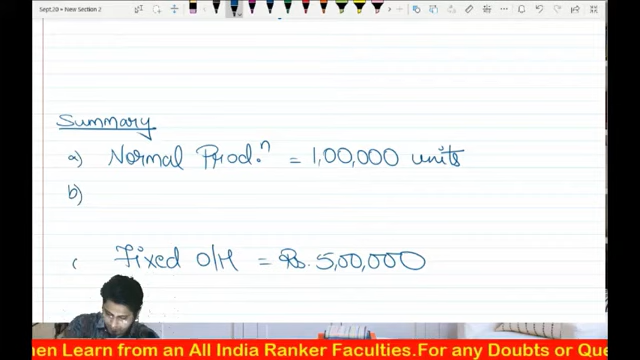 Sept.20 • New Section 2
Summary
a) Normal Prod.n = 1,00,000 units
b)
( Fixed O/H = Rs. 5,00,000
hen Learn from an All India Ranker Faculties.For any Doubts or Que